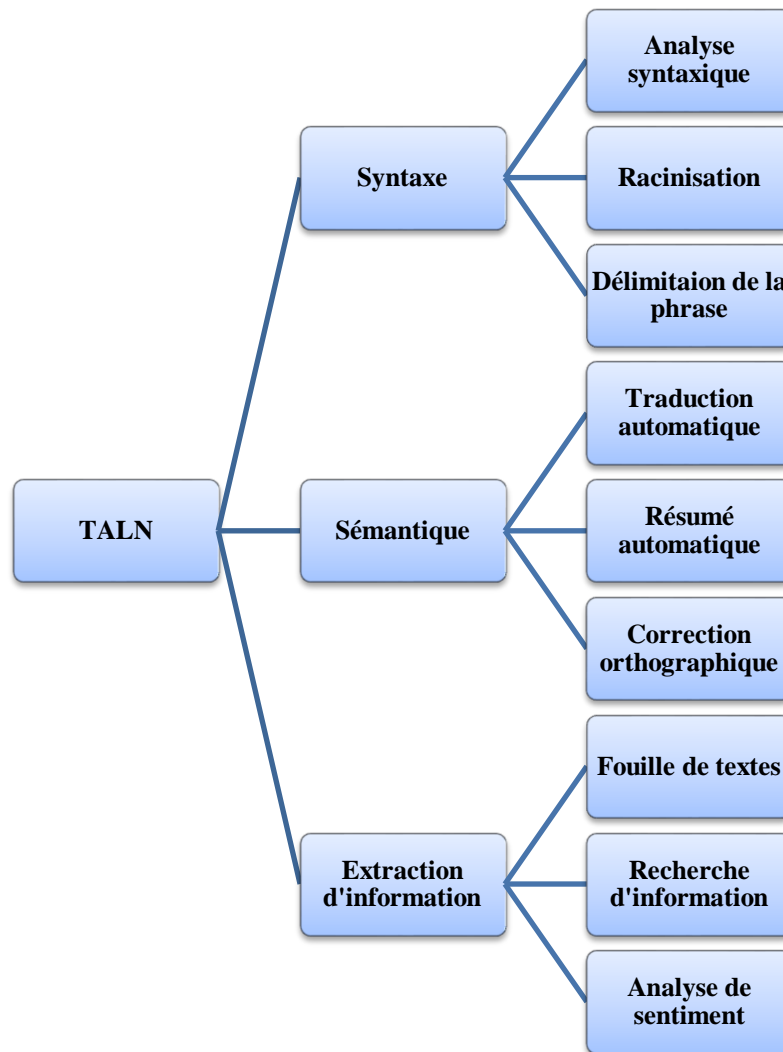 Analyse
syntaxique
Syntaxe
Racinisation
Délimitaion de la
phrase
Traduction
automatique
TALN
Sémantique
Résumé
automatique
Correction
orthographique
Fouille de textes
Extraction
d'information
Recherche
d'information
Analyse de
sentiment